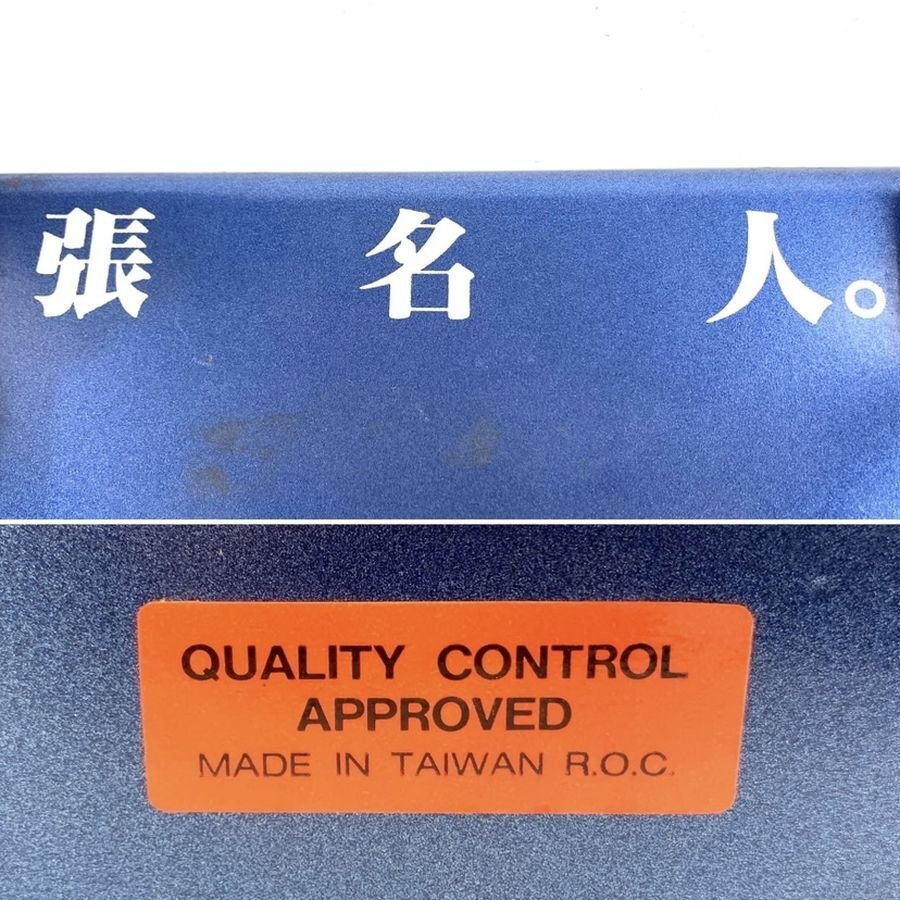 張名人。
QUALITY CONTROL
APPROVED
MADE IN TAIWAN R.O.C.